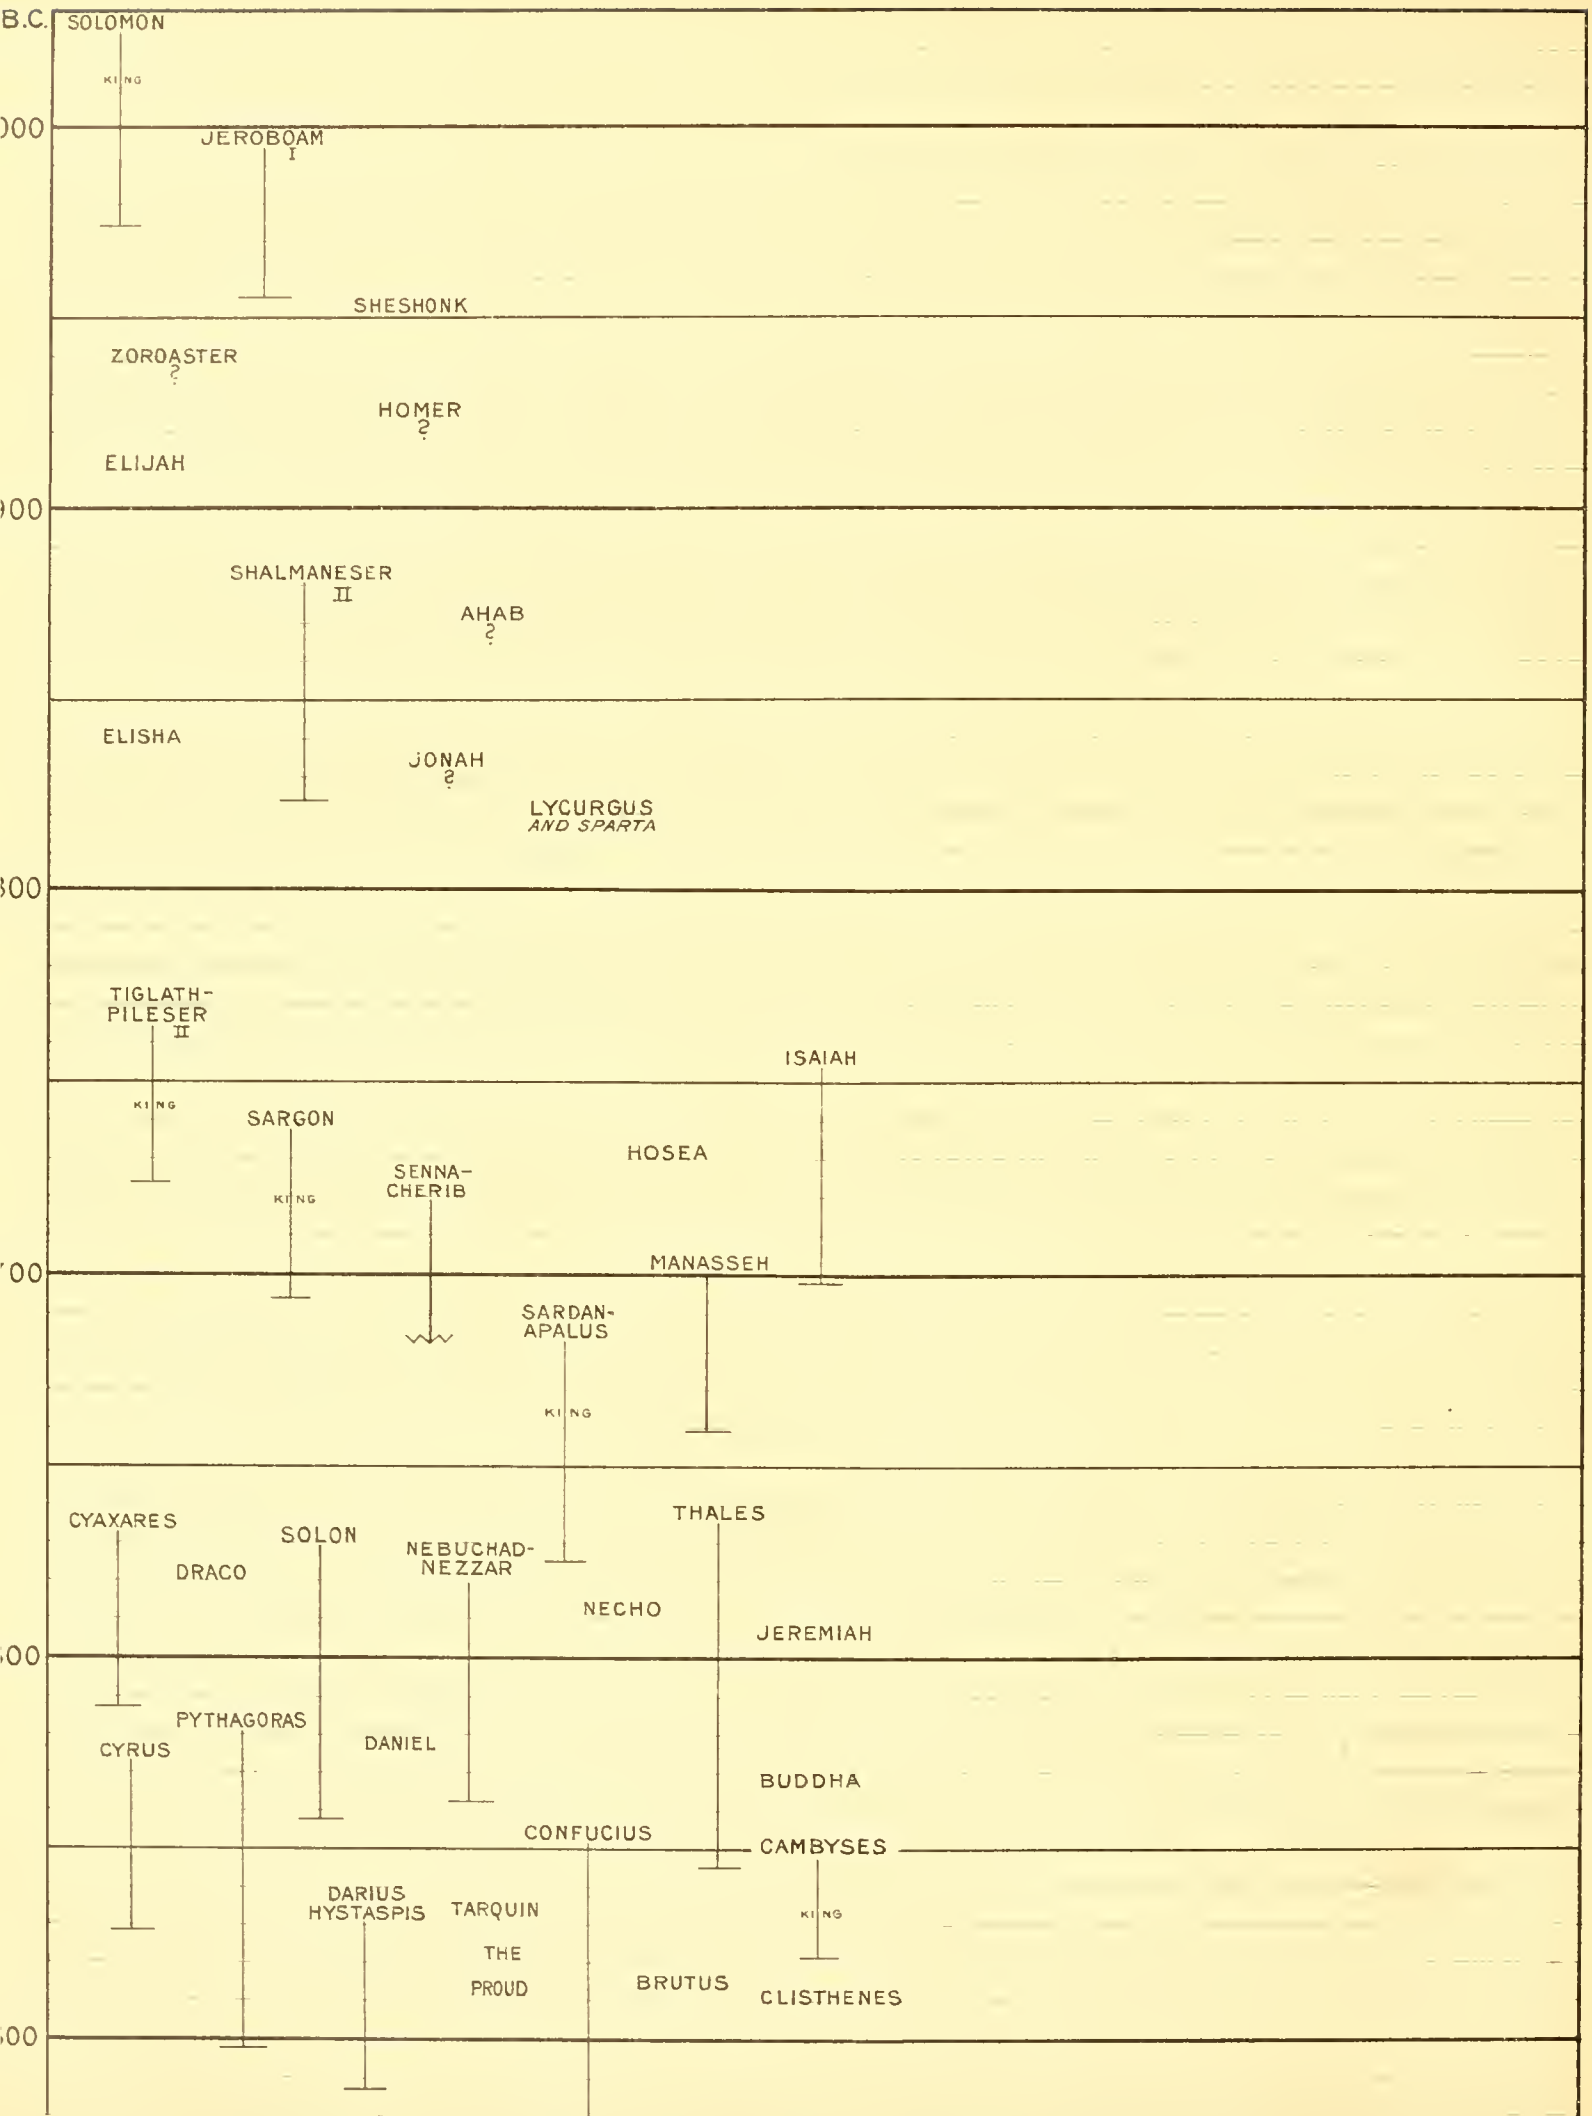 B.C.
SOLOMON
KING
000
JEROBOAM
I
SHESHONK
ZOROASTER
?
HOMER
?
ELIJAH
900
SHALMANESER
II
AHAB
?
ELISHA
JONAH
?
LYCURGUS
AND SPARTA
800
TIGLATH-
PILESER
II
ISAIAH
KING
SARGON
HOSEA
SENNA-
CHERIB
KING
MANASSEH
700
SARDAN-
APALUS
KING
THALES
CYAXARES
SOLON
NEBUCHAD-
NEZZAR
DRACO
NECHO
JEREMIAH
600
PYTHAGORAS
CYRUS
DANIEL
BUDDHA
CONFUCIUS
CAMBYSES
DARIUS
HYSTASPIS
TARQUIN
THE
PROUD
KING
BRUTUS
CLISTHENES
500